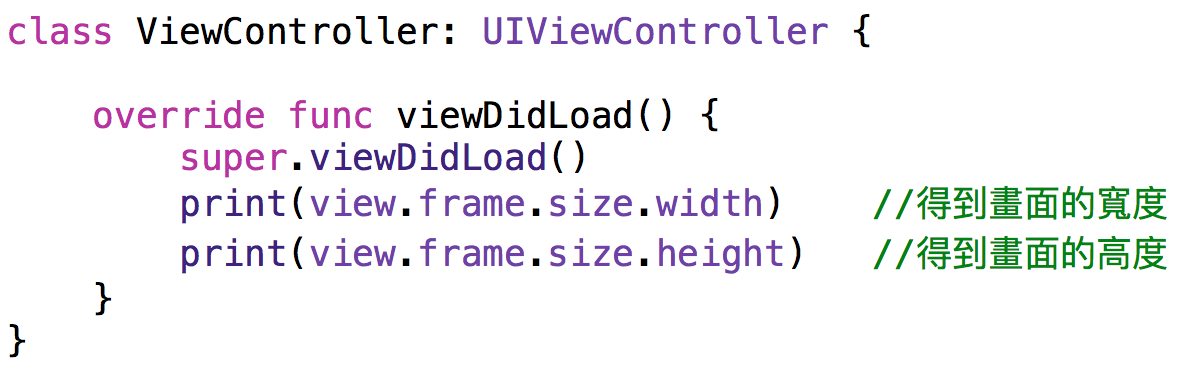 class ViewController: UIViewController {
override func viewDidLoad() {
super.viewDidLoad()
print(view.frame.size.width) //得到畫面的寬度
print(view.frame.size.height) //得到畫面的高度
}
}